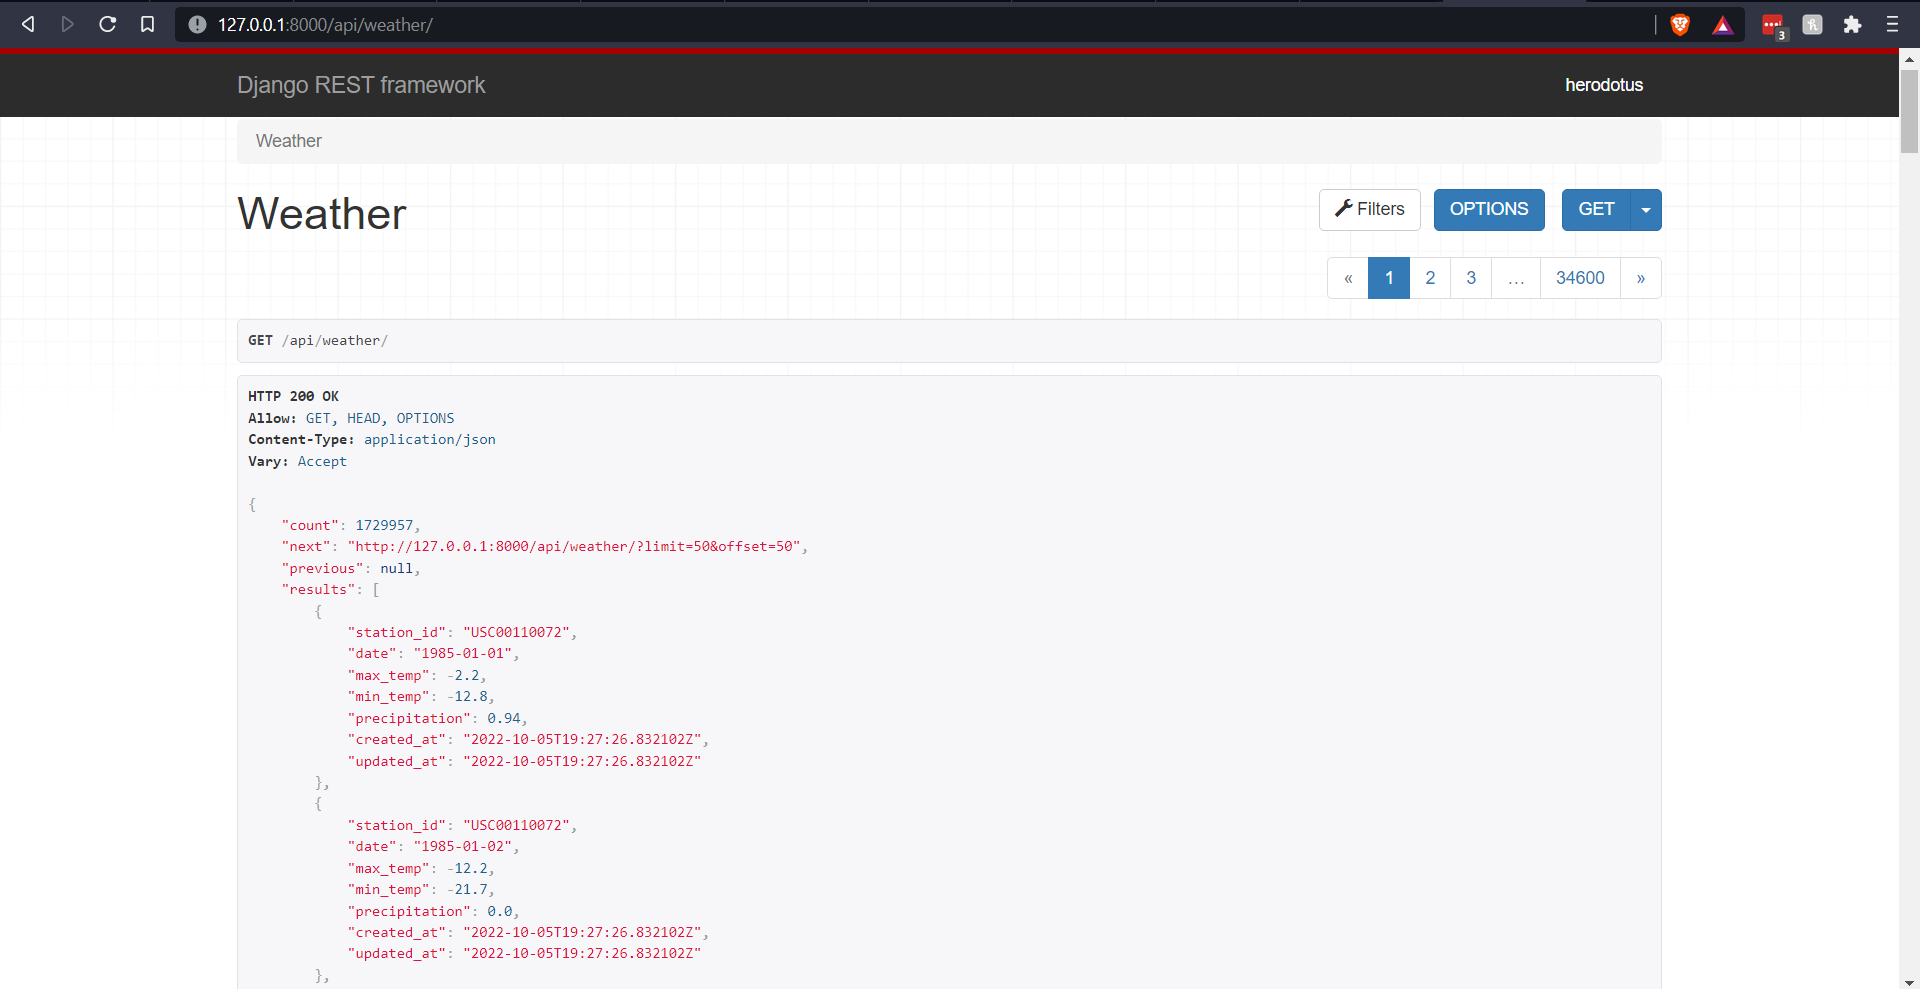 127.0.0.1:8000/api/weather/
3
Django REST framework
herodotus
Weather
Weather
Filters
OPTIONS
GET
« 1 2 3 … 34600 »
GET /api/weather/
HTTP 200 OK
Allow: GET, HEAD, OPTIONS
Content-Type: application/json
Vary: Accept
{
"count": 1729957,
"next": "http://127.0.0.1:8000/api/weather/?limit=50&offset=50",
"previous": null,
"results": [
{
"station_id": "USC00110072",
"date": "1985-01-01",
"max_temp": -2.2,
"min_temp": -12.8,
"precipitation": 0.94,
"created_at": "2022-10-05T19:27:26.832102Z",
"updated_at": "2022-10-05T19:27:26.832102Z"
},
{
"station_id": "USC00110072",
"date": "1985-01-02",
"max_temp": -12.2,
"min_temp": -21.7,
"precipitation": 0.0,
"created_at": "2022-10-05T19:27:26.832102Z",
"updated_at": "2022-10-05T19:27:26.832102Z"
},